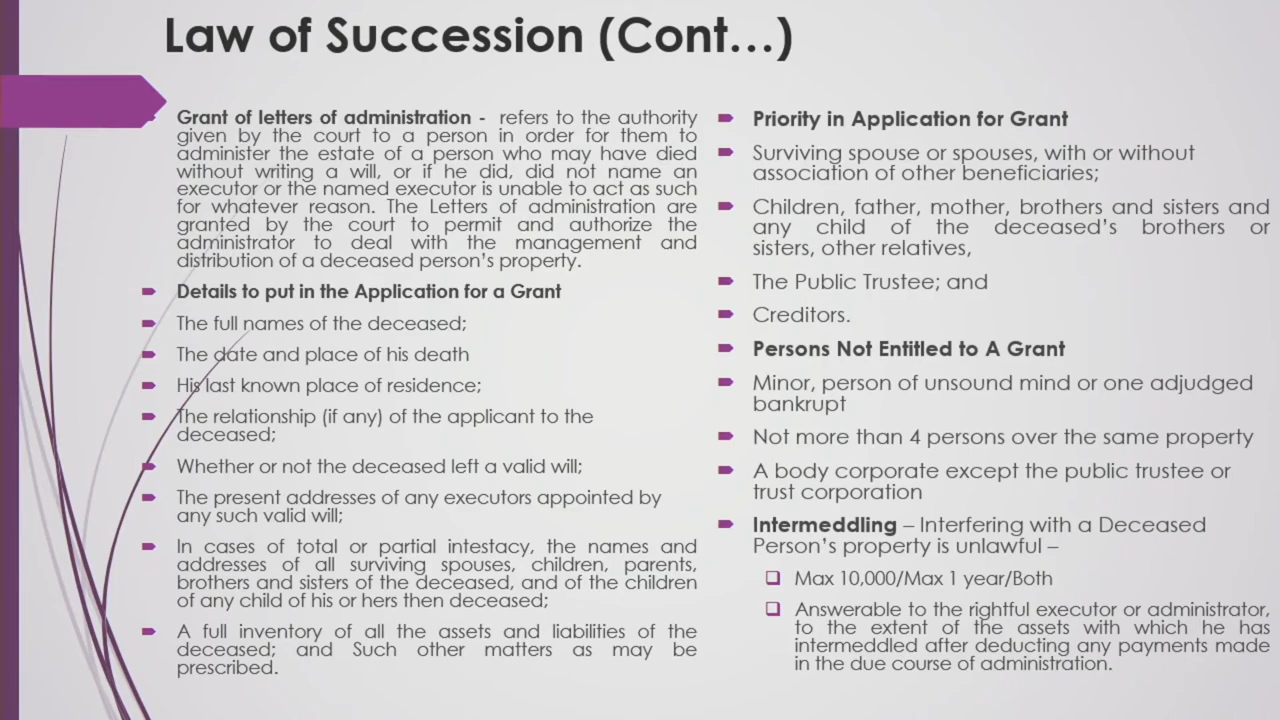 Law of Succession (Cont…)
Grant of letters of administration - refers to the authority
given by the court to a person in order for them to
administer the estate of a person who may have died
without writing a will, or if he did, did not name an
executor or the named executor is unable to act as such
for whatever reason. The Letters of administration are
granted by the court to permit and authorize the
administrator to deal with the management and
distribution of a deceased person's property.
Details to put in the Application for a Grant
The full names of the deceased;
The date and place of his death
His last known place of residence;
The relationship (if any) of the applicant to the
deceased;
Whether or not the deceased left a valid will;
The present addresses of any executors appointed by
any such valid will;
In cases of total or partial intestacy, the names and
addresses of all surviving spouses, children, parents,
brothers and sisters of the deceased, and of the children
of any child of his or hers then deceased;
A full inventory of all the assets and liabilities of the
deceased; and Such other matters as may be
prescribed.
Priority in Application for Grant
Surviving spouse or spouses, with or without
association of other beneficiaries;
Children, father, mother, brothers and sisters and
any child of the deceased's brothers or
sisters, other relatives,
The Public Trustee; and
Creditors.
Persons Not Entitled to A Grant
Minor, person of unsound mind or one adjudged
bankrupt
Not more than 4 persons over the same property
A body corporate except the public trustee or
trust corporation
Intermeddling – Interfering with a Deceased
Person's property is unlawful –
Max 10,000/Max 1 year/Both
Answerable to the rightful executor or administrator,
to the extent of the assets with which he has
intermeddled after deducting any payments made
in the due course of administration.